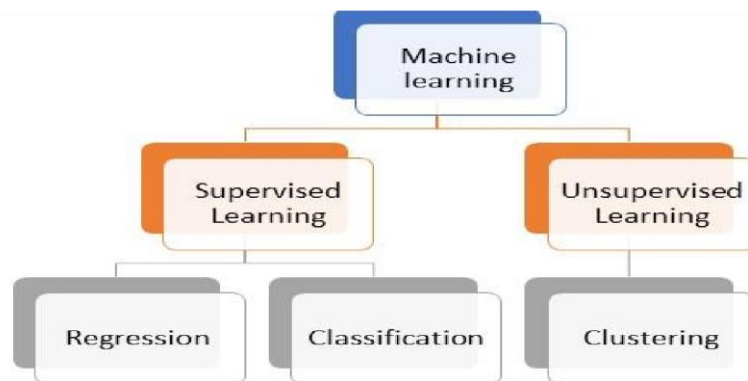 Machine
learning
Supervised
Learning
Unsupervised
Learning
Regression
Classification
Clustering